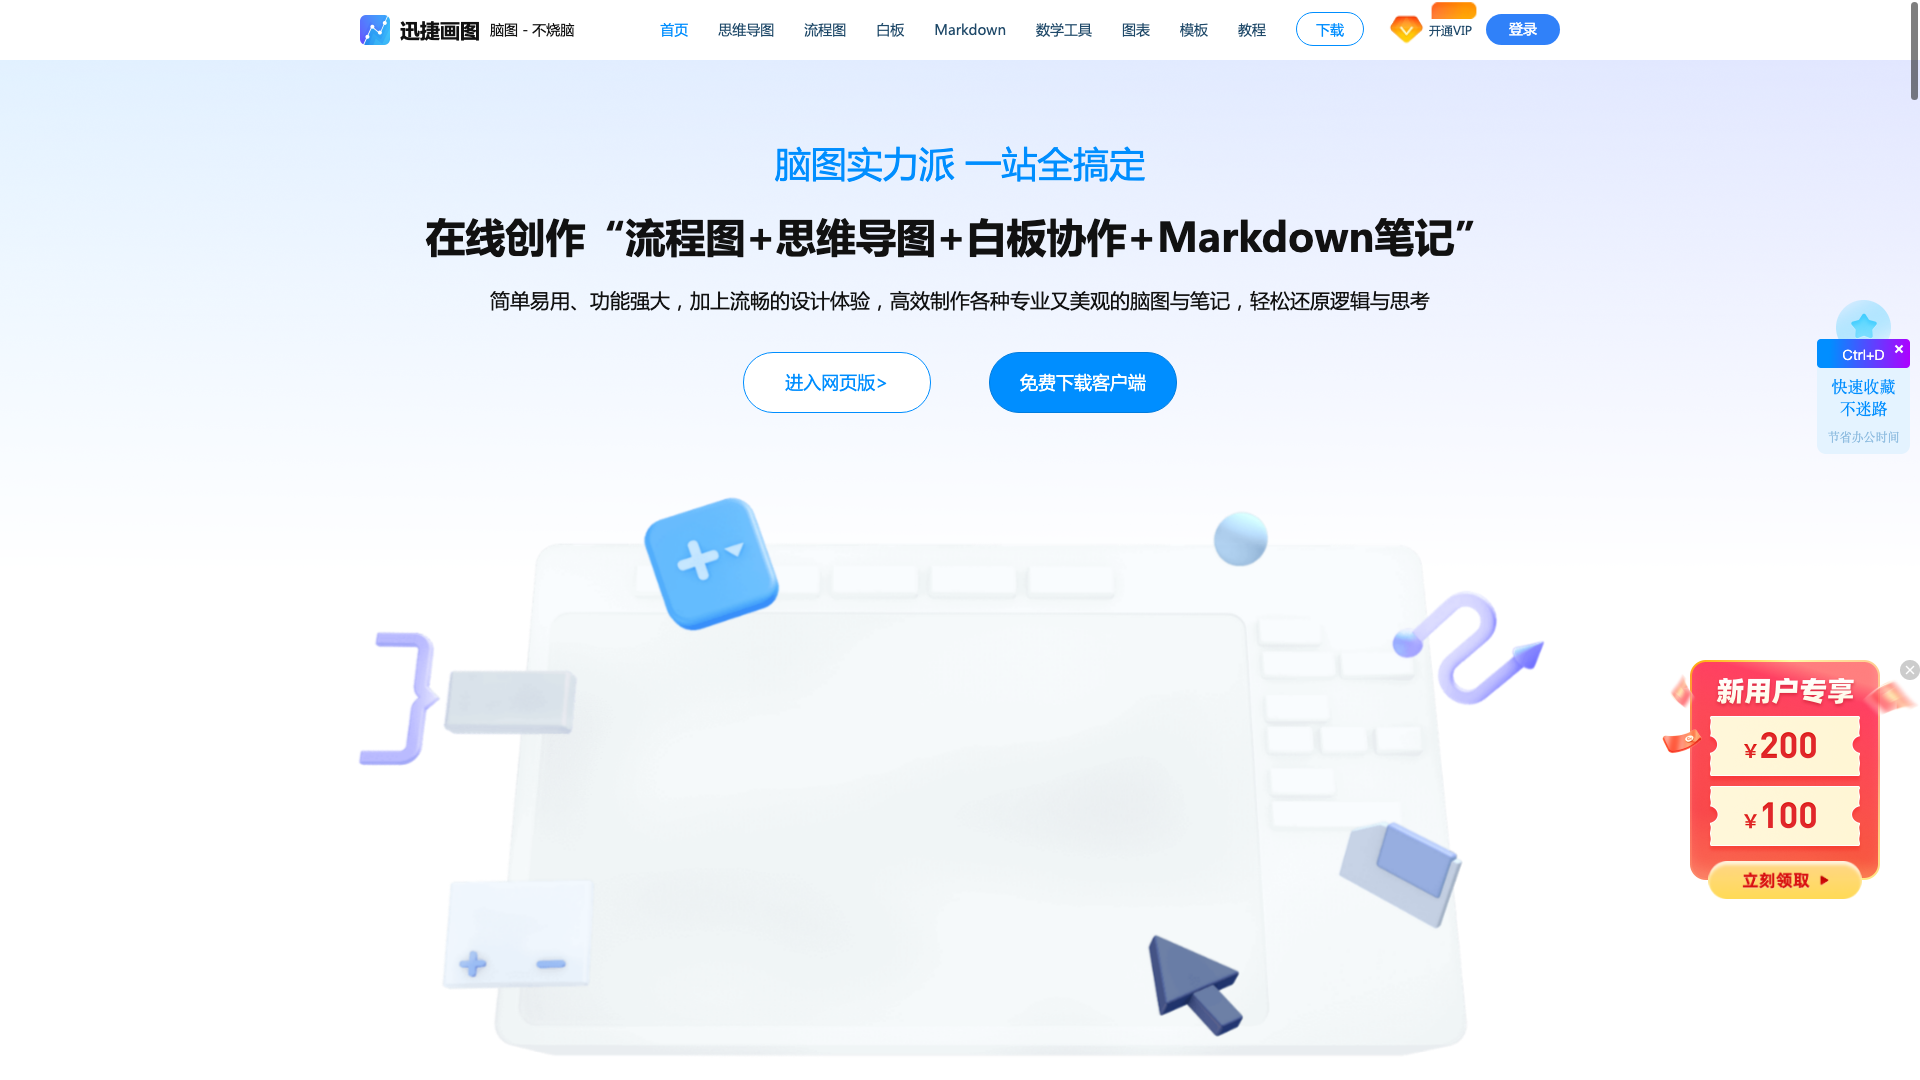 迅捷画图 脑图 - 不烧脑 首页 思维导图 流程图 白板 Markdown 数学工具 图表 模板 教程 下载 开通VIP 登录
脑图实力派 一站全搞定
在线创作“流程图+思维导图+白板协作+Markdown笔记”
简单易用、功能强大，加上流畅的设计体验，高效制作各种专业又美观的脑图与笔记，轻松还原逻辑与思考
进入网页版> 免费下载客户端
Ctrl+D
快速收藏
不迷路
节省办公时间
新用户专享
¥200
¥100
立刻领取